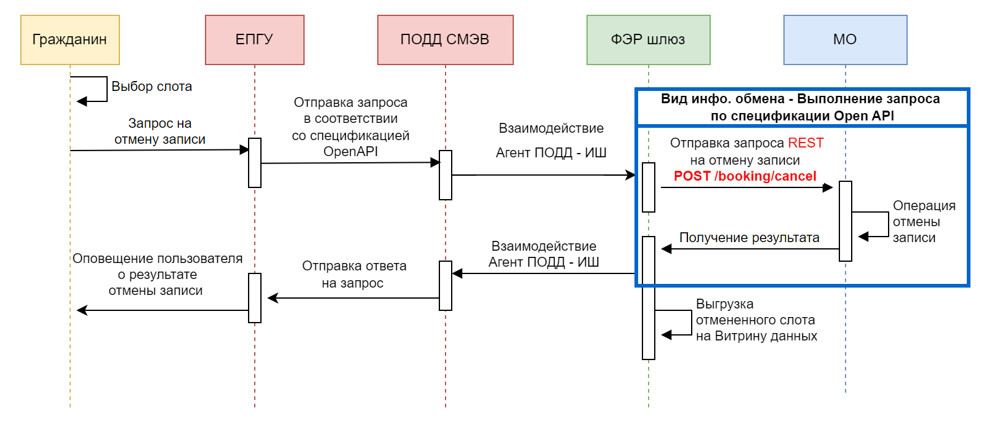 Гражданин
ЕПГУ
ПОДД СМЭВ
ФЭР шлюз
МО
Выбор слота
Запрос на
отмену записи
Отправка запроса
в соответствии
со спецификацией
OpenAPI
Взаимодействие
Агент ПОДД - ИШ
Вид инфо. обмена - Выполнение запроса
по спецификации Open API
Отправка запроса REST
на отмену записи
POST /booking/cancel
Операция
отмены
записи
Получение результата
Взаимодействие
Агент ПОДД - ИШ
Отправка ответа
на запрос
Оповещение пользователя
о результате
отмены записи
Выгрузка
отмененного слота
на Витрину данных